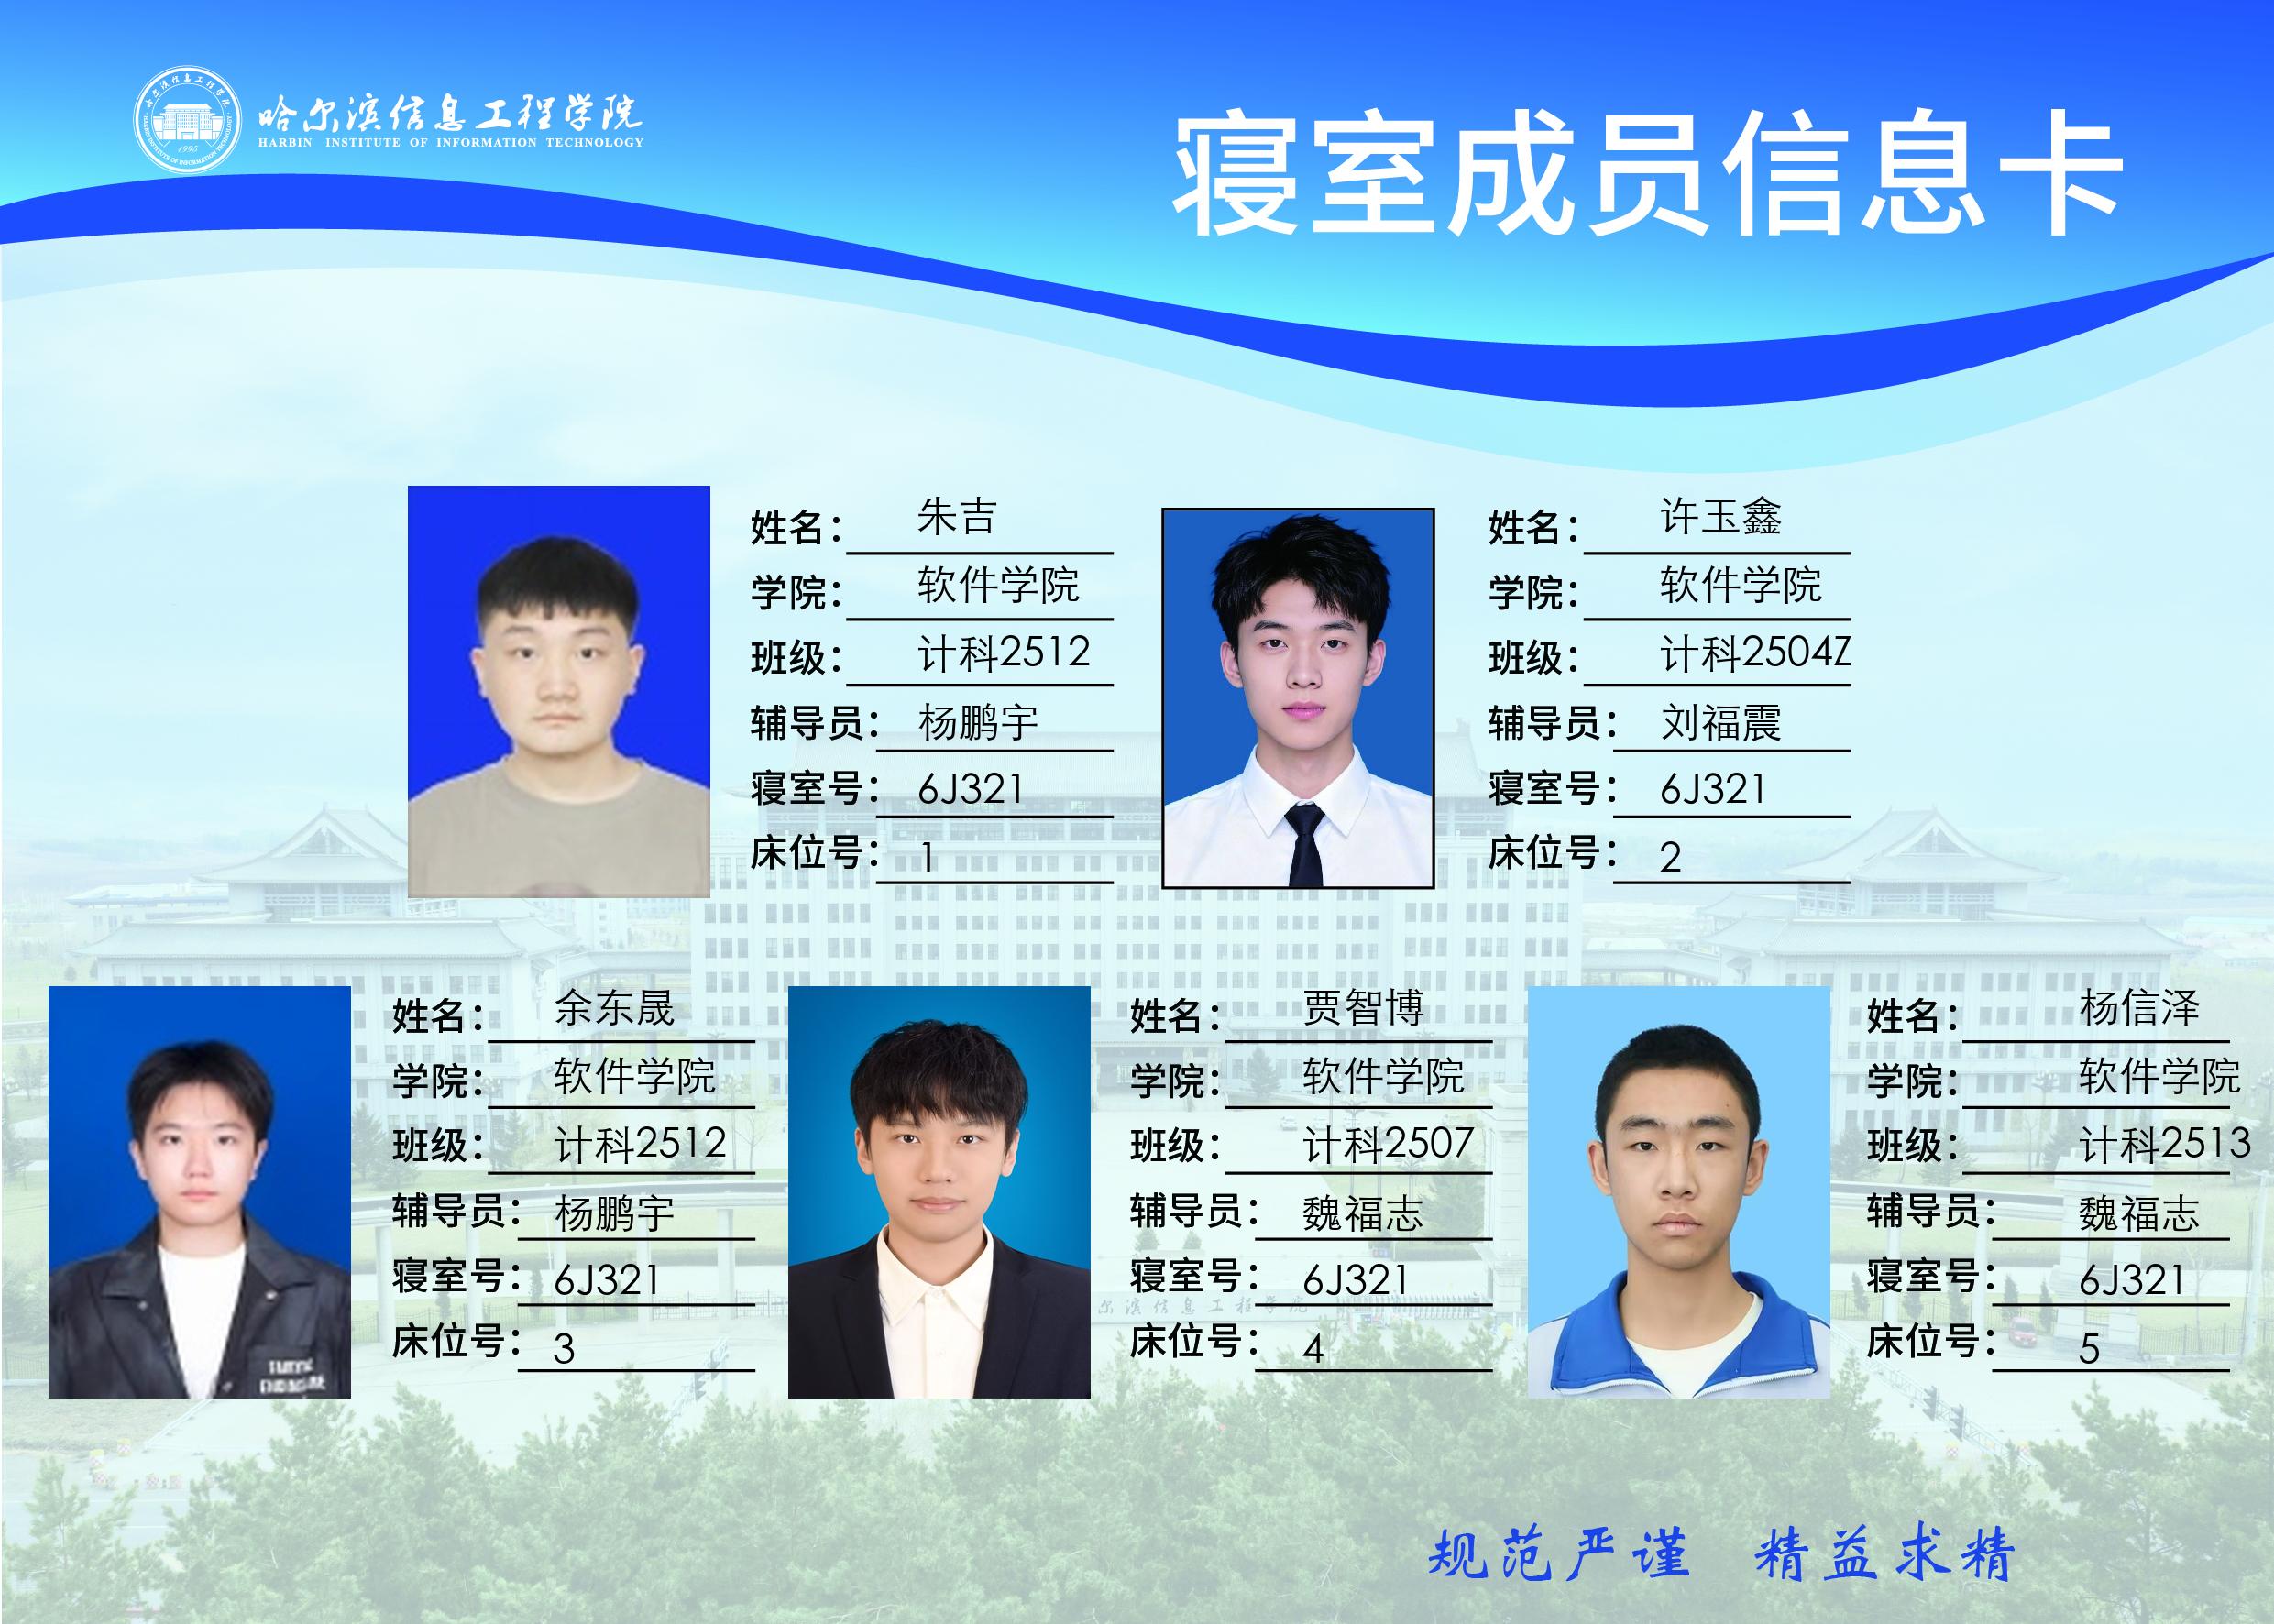 哈尔滨信息工程学院
HARBIN INSTITUTE OF INFORMATION TECHNOLOGY
1995
寝室成员信息卡
姓名： 朱吉
学院： 软件学院
班级： 计科2512
辅导员： 杨鹏宇
寝室号： 6J321
床位号： 1
姓名： 许玉鑫
学院： 软件学院
班级： 计科2504Z
辅导员： 刘福震
寝室号： 6J321
床位号： 2
姓名： 余东晟
学院： 软件学院
班级： 计科2512
辅导员： 杨鹏宇
寝室号： 6J321
床位号： 3
姓名： 贾智博
学院： 软件学院
班级： 计科2507
辅导员： 魏福志
寝室号： 6J321
床位号： 4
姓名： 杨信泽
学院： 软件学院
班级： 计科2513
辅导员： 魏福志
寝室号： 6J321
床位号： 5
尔滨信息工程学院
规范严谨 精益求精